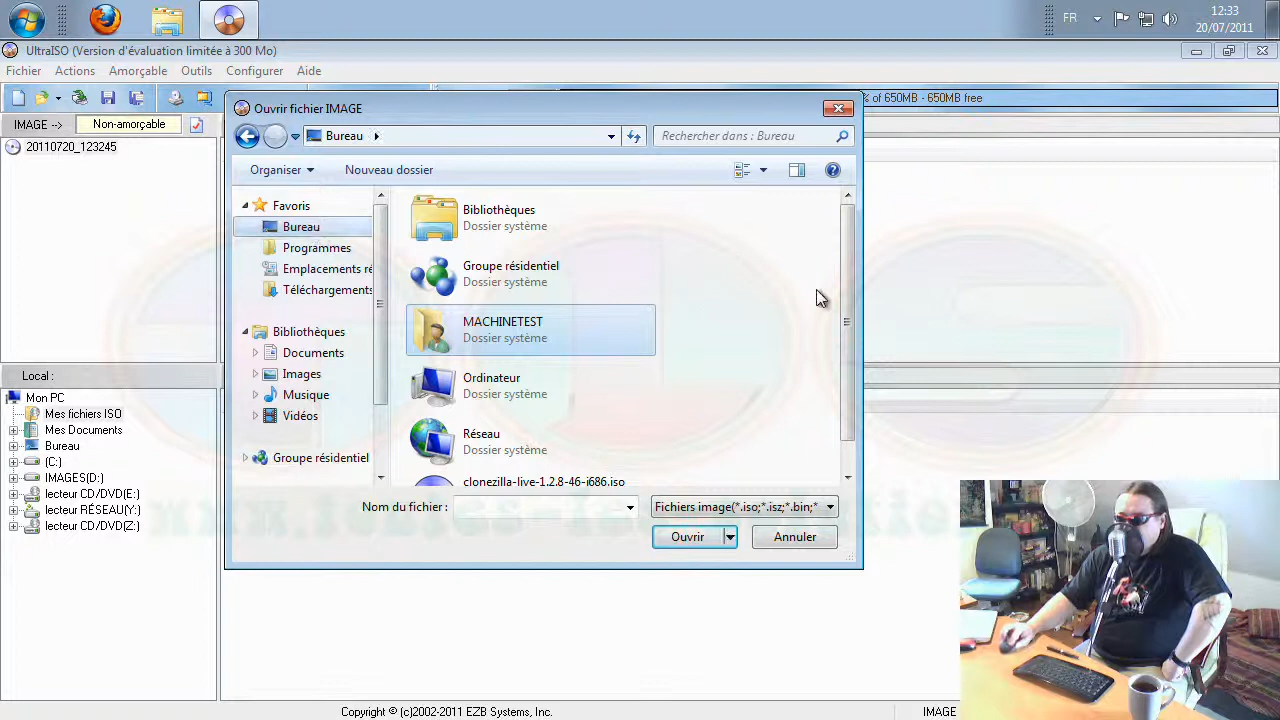 FR
12:33
20/07/2011
UltraISO (Version d'évaluation limitée à 300 Mo)
Fichier Actions Amorçable Outils Configurer Aide
% of 650MB - 650MB free
IMAGE --> Non-amorçable
20110720_123245
Ouvrir fichier IMAGE
Bureau
Rechercher dans : Bureau
Organiser Nouveau dossier
Favoris
Bureau
Programmes
Emplacements ré
Téléchargements
Bibliothèques
Documents
Images
Musique
Vidéos
Groupe résidentiel
Bibliothèques
Dossier système
Groupe résidentiel
Dossier système
MACHINETEST
Dossier système
Ordinateur
Dossier système
Réseau
Dossier système
clonezilla-live-1.2.8-46-i686.iso
Nom du fichier :
Fichiers image(*.iso;*.isz;*.bin;*
Ouvrir Annuler
Local :
Mon PC
Mes fichiers ISO
Mes Documents
Bureau
(C:)
IMAGES(D:)
lecteur CD/DVD(E:)
lecteur RÉSEAU(Y:)
lecteur CD/DVD(Z:)
Copyright © (c)2002-2011 EZB Systems, Inc.
IMAGE